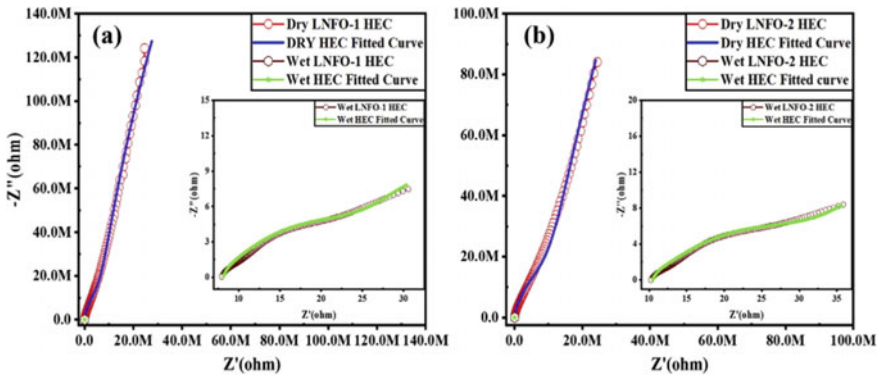 (a)
Dry LNFO-1 HEC
DRY HEC Fitted Curve
Wet LNFO-1 HEC
Wet HEC Fitted Curve
140.0M
120.0M
100.0M
80.0M
60.0M
40.0M
20.0M
0.0
-Z"(ohm)
0.0 20.0M 40.0M 60.0M 80.0M 100.0M 120.0M 140.0M
Z'(ohm)
Wet LNFO-1 HEC
Wet HEC Fitted Curve
15
12
9
6
3
0
-Z"(ohm)
10 15 20 25 30
Z'(ohm)
(b)
Dry LNFO-2 HEC
Dry HEC Fitted Curve
Wet LNFO-2 HEC
Wet HEC Fitted curve
100.0M
80.0M
60.0M
40.0M
20.0M
0.0
0.0 20.0M 40.0M 60.0M 80.0M 100.0M
Z'(ohm)
Wet LNFO-2 HEC
Wet HEC Fitted Curve
20
16
12
8
4
0
-Z''(ohm)
10 15 20 25 30 35
Z'(ohm)